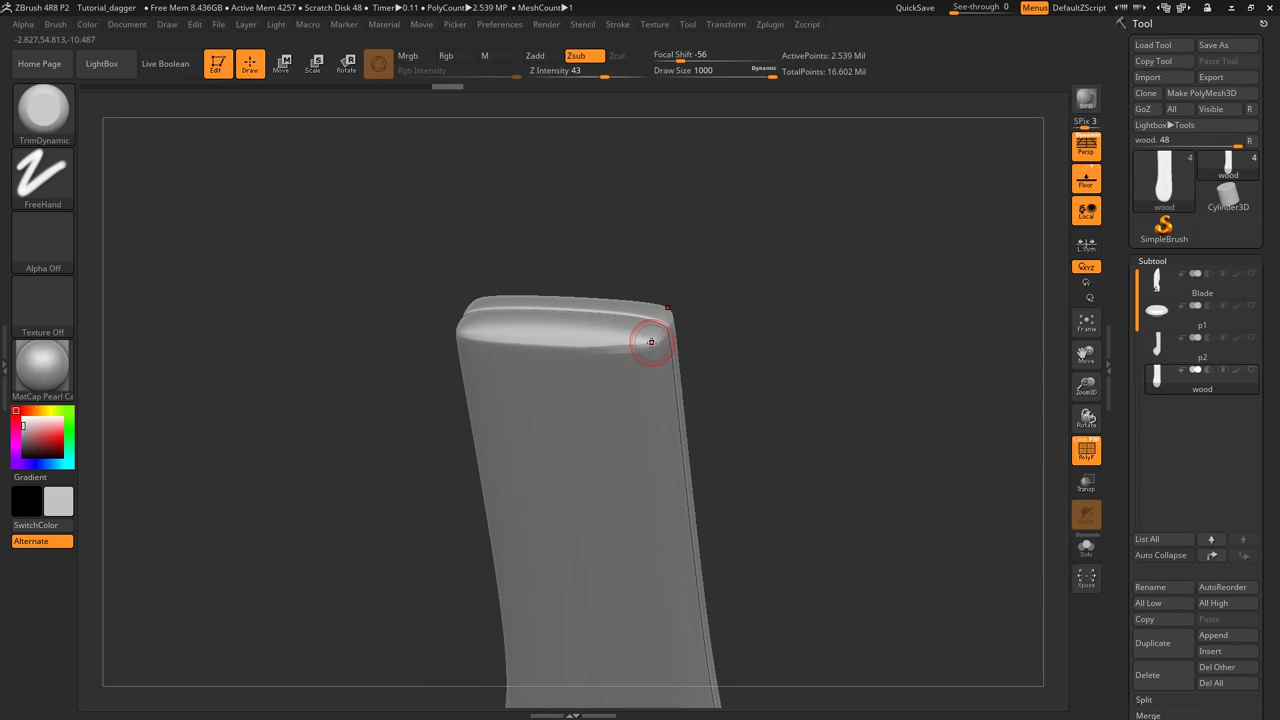 ZBrush 4R8 P2 Tutorial_dagger ● Free Mem 8.436GB ● Active Mem 4257 ● Scratch Disk 48 ● Timer▶0.11 ● PolyCount▶2.539 MP ● MeshCount▶1
QuickSave See-through 0 Menus DefaultZScript
Alpha Brush Color Document Draw Edit File Layer Light Macro Marker Movie Picker Preferences Render Stencil Stroke Texture Tool Transform Zplugin Zscript
-2.827,54.813,-10.487
Home Page LightBox Live Boolean
Edit Draw Move Scale Rotate
Mrgb Rgb M
Rgb Intensity
Zadd Zsub Zcut
Z Intensity 43
Focal Shift -56
Draw Size 1000 Dynamic
ActivePoints: 2.539 Mil
TotalPoints: 16.602 Mil
TrimDynamic
FreeHand
Alpha Off
Texture Off
MatCap Pearl Ca
Gradient
SwitchColor
Alternate
BPR
SPix 3
Dynamic
Persp
Floor
Local
L.Sym
XYZ
Frame
Move
Zoom3D
Rotate
PolyF
Transp
Dynamic
Solo
Xpose
Tool
Load Tool Save As
Copy Tool Paste Tool
Import Export
Clone Make PolyMesh3D
GoZ All Visible R
Lightbox▶Tools
wood. 48 R
4 4
wood
wood Cylinder3D
SimpleBrush
Subtool
Blade
p1
p2
wood
List All
Auto Collapse
Rename AutoReorder
All Low All High
Copy Paste
Duplicate Append
Insert
Delete Del Other
Del All
Split
Merge